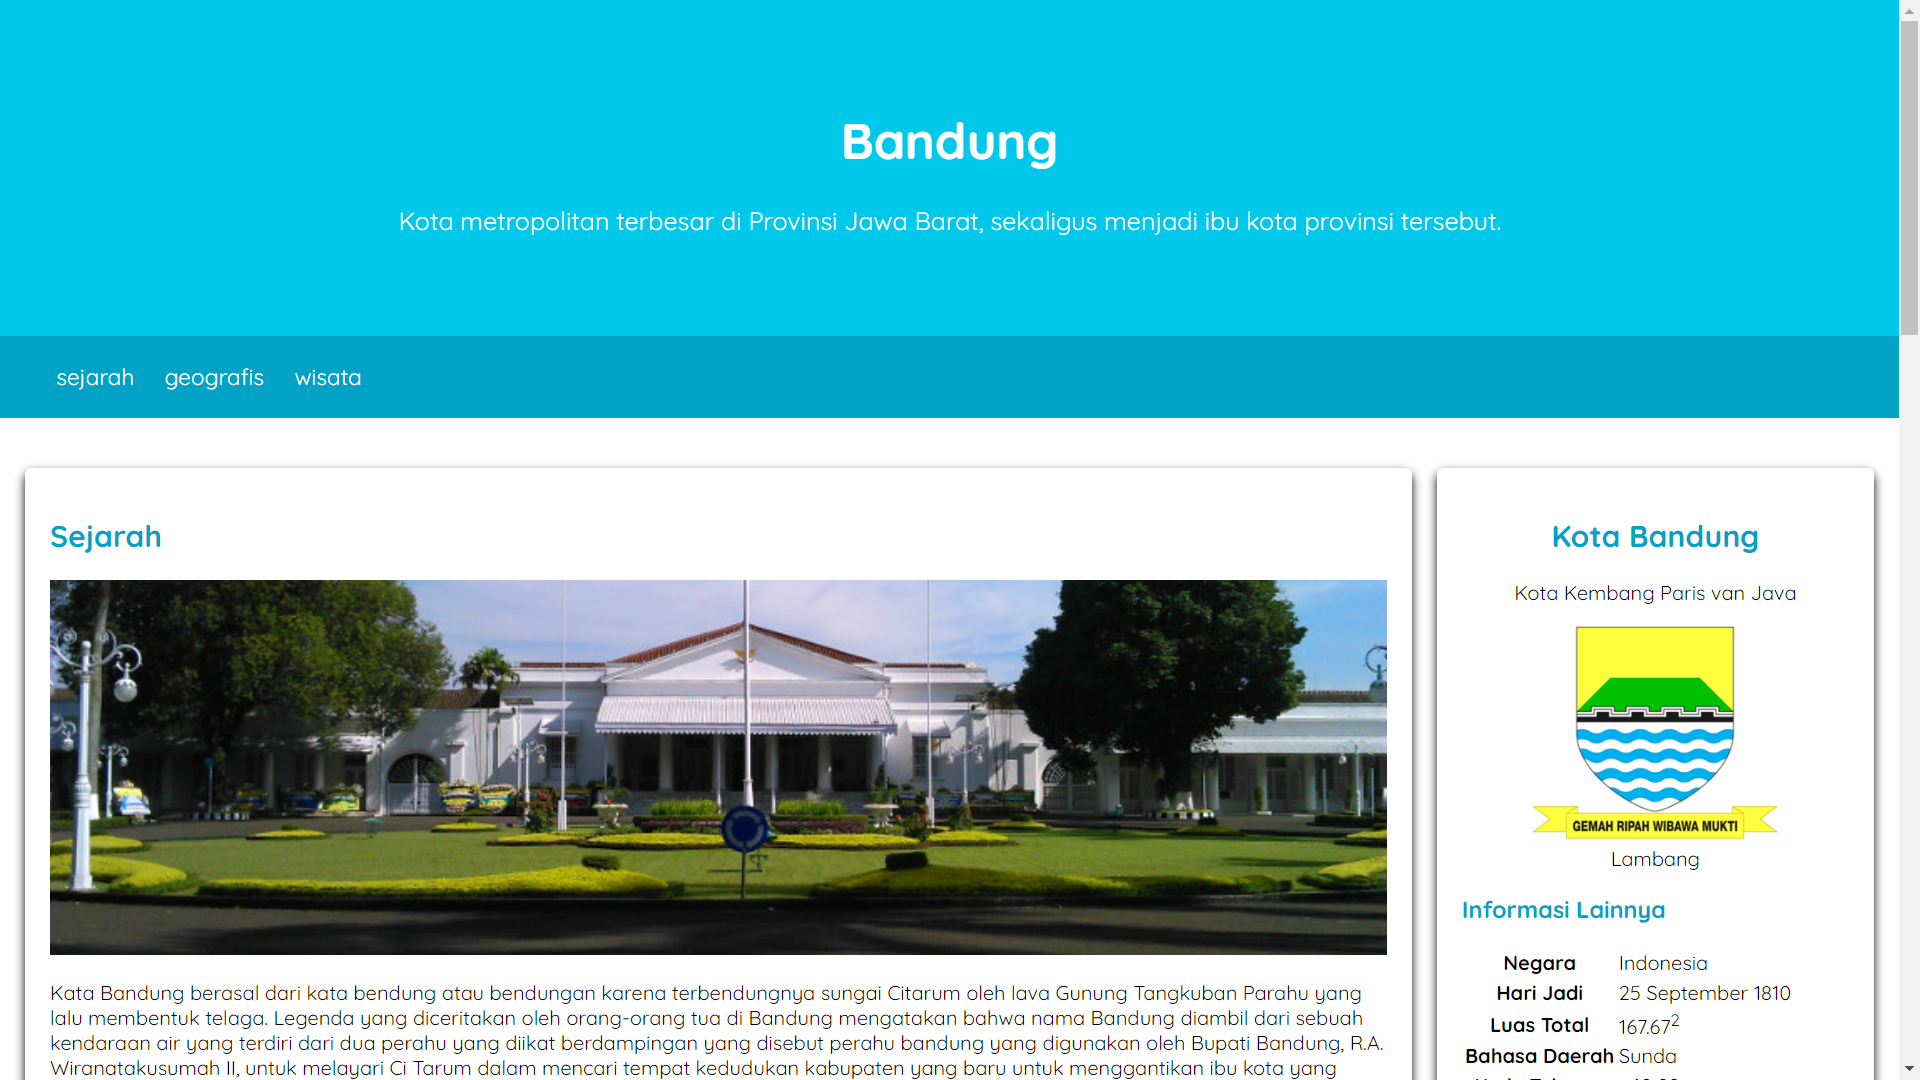 Bandung
Kota metropolitan terbesar di Provinsi Jawa Barat, sekaligus menjadi ibu kota provinsi tersebut.
sejarah geografis wisata
Sejarah
Kata Bandung berasal dari kata bendung atau bendungan karena terbendungnya sungai Citarum oleh lava Gunung Tangkuban Parahu yang
lalu membentuk telaga. Legenda yang diceritakan oleh orang-orang tua di Bandung mengatakan bahwa nama Bandung diambil dari sebuah
kendaraan air yang terdiri dari dua perahu yang diikat berdampingan yang disebut perahu bandung yang digunakan oleh Bupati Bandung, R.A.
Wiranatakusumah II, untuk melayari Ci Tarum dalam mencari tempat kedudukan kabupaten yang baru untuk menggantikan ibu kota yang
Kota Bandung
Kota Kembang Paris van Java
GEMAH RIPAH WIBAWA MUKTI
Lambang
Informasi Lainnya
Negara Indonesia
Hari Jadi 25 September 1810
Luas Total 167.67²
Bahasa Daerah Sunda